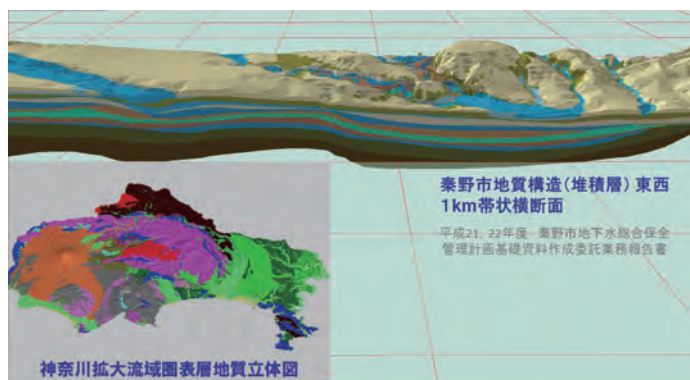 秦野市地質構造(堆積層)東西
1km帯状横断面
平成21, 22年度　秦野市地下水総合保全
管理計画基礎資料作成委託業務報告書
神奈川拡大流域圏表層地質立体図